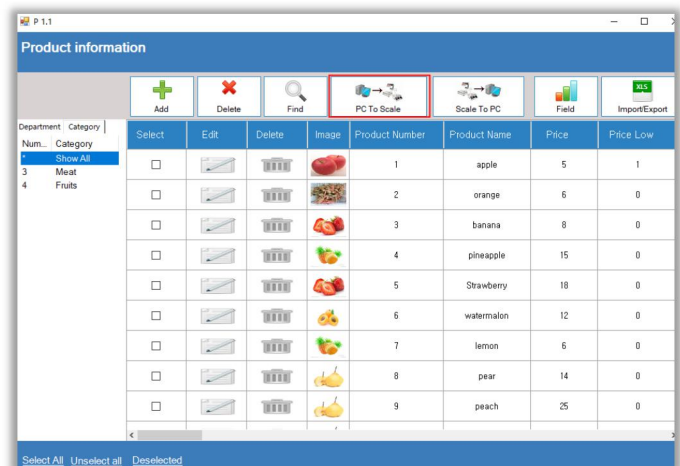 P 1.1
Product information
Add Delete Find PC To Scale Scale To PC Field XLS Import/Export
Department Category
Num... Category
* Show All
3 Meat
4 Fruits
Select Edit Delete Image Product Number Product Name Price Price Low
1 apple 5 1
2 orange 6 0
3 banana 8 0
4 pineapple 15 0
5 Strawberry 18 0
6 watermalon 12 0
7 lemon 6 0
8 pear 14 0
9 peach 25 0
Select All Unselect all Deselected